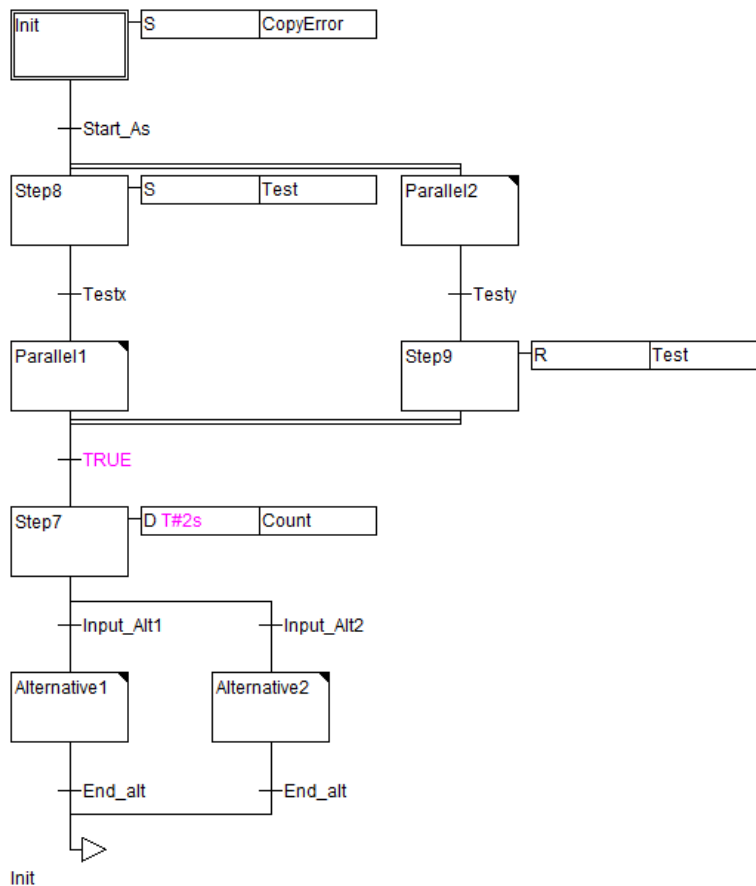 Init S CopyError
Start_As
Step8 S Test Parallel2
Testx Testy
Parallel1 Step9 R Test
TRUE
Step7 D T#2s Count
Input_Alt1 Input_Alt2
Alternative1 Alternative2
End_alt End_alt
Init